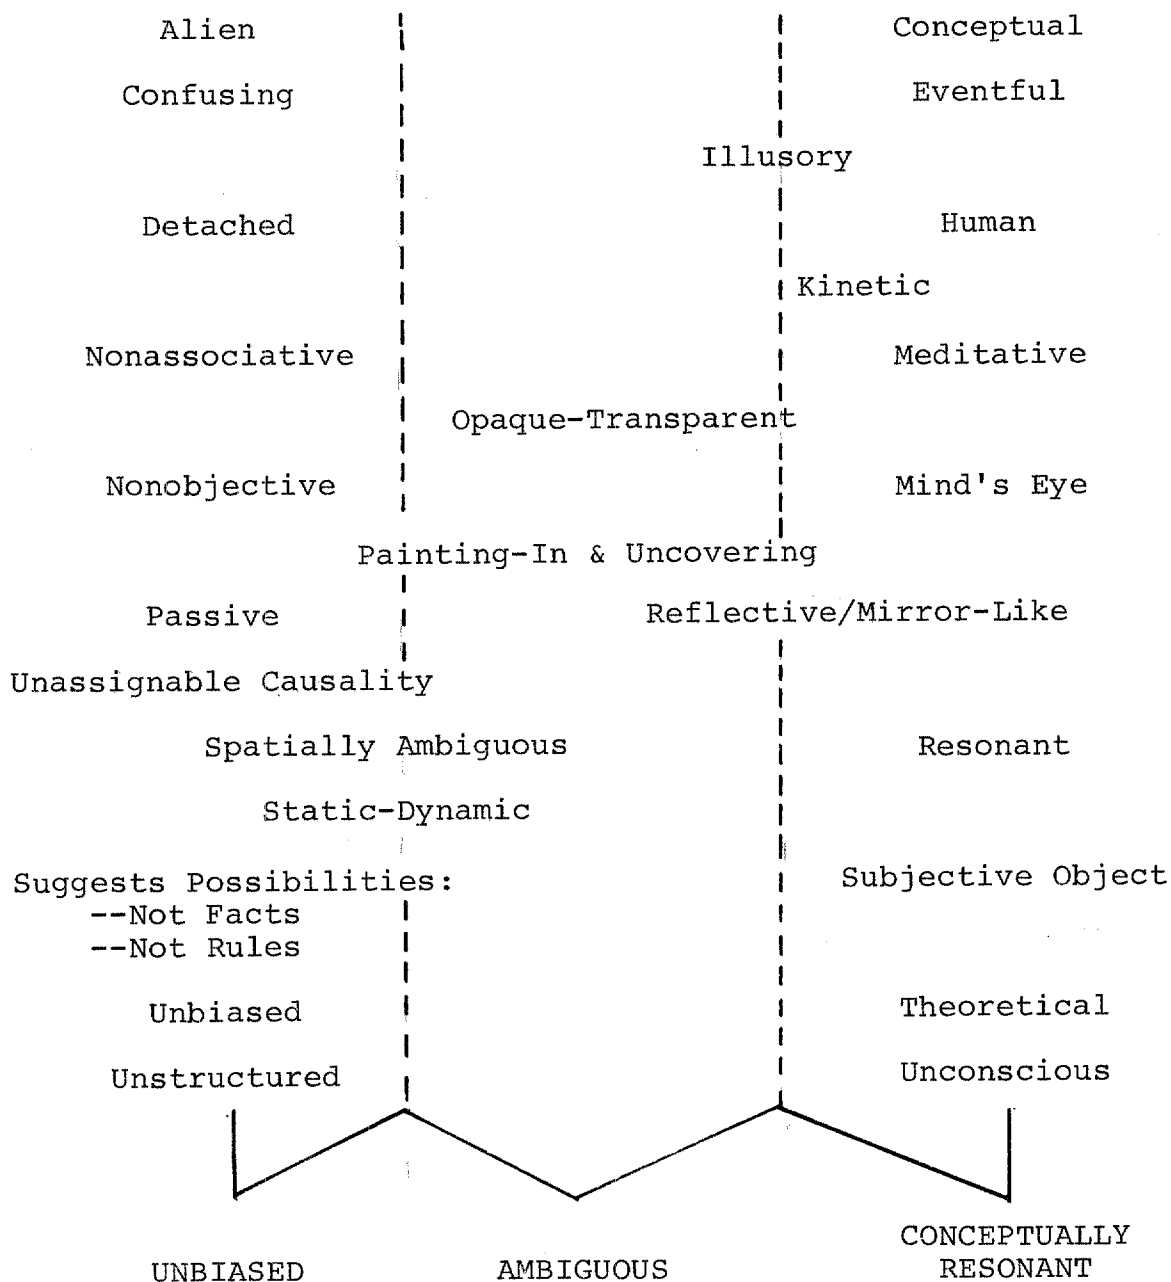 Alien
Conceptual
Confusing
Eventful
Illusory
Detached
Human
Kinetic
Nonassociative
Meditative
Opaque-Transparent
Nonobjective
Mind's Eye
Painting-In & Uncovering
Passive
Reflective/Mirror-Like
Unassignable Causality
Spatially Ambiguous
Resonant
Static-Dynamic
Suggests Possibilities:
--Not Facts
--Not Rules
Subjective Object
Unbiased
Theoretical
Unstructured
Unconscious
UNBIASED
AMBIGUOUS
CONCEPTUALLY
RESONANT